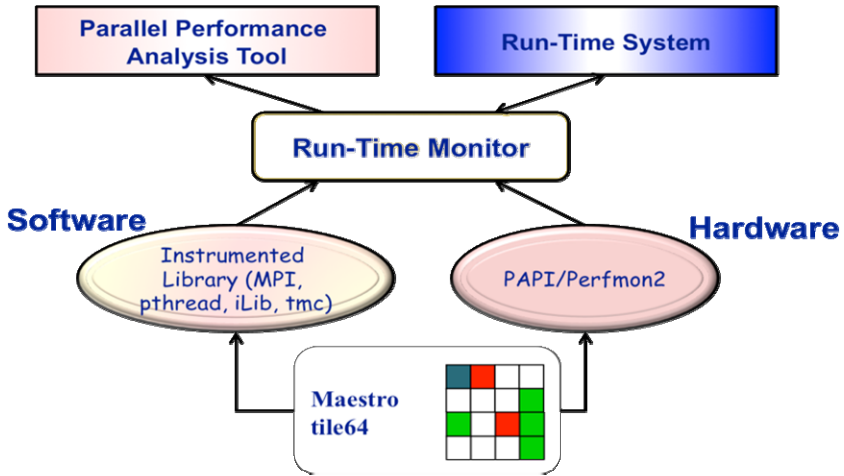 Parallel Performance
Analysis Tool
Run-Time System
Run-Time Monitor
Software
Hardware
Instrumented
Library (MPI,
pthread, iLib, tmc)
PAPI/Perfmon2
Maestro
tile64